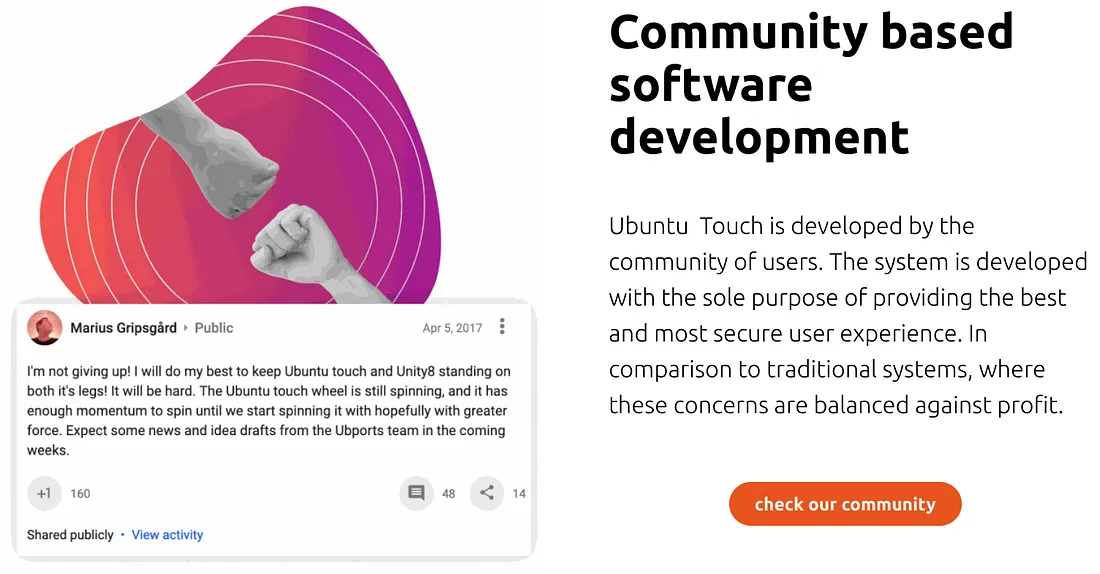 Community based
software
development
Ubuntu  Touch is developed by the
community of users. The system is developed
with the sole purpose of providing the best
and most secure user experience. In
comparison to traditional systems, where
these concerns are balanced against profit.
check our community
Marius Gripsgård ▸ Public
Apr 5, 2017
I'm not giving up! I will do my best to keep Ubuntu touch and Unity8 standing on
both it's legs! It will be hard. The Ubuntu touch wheel is still spinning, and it has
enough momentum to spin until we start spinning it with hopefully with greater
force. Expect some news and idea drafts from the Ubports team in the coming
weeks.
+1 160 48 14
Shared publicly • View activity